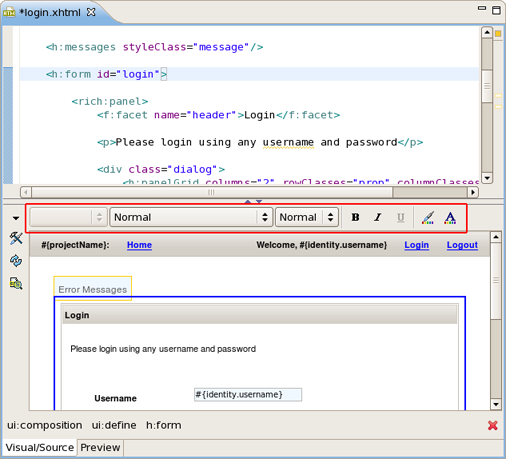 *login.xhtml
<h:messages styleClass="message"/>
<h:form id="login">
<rich:panel>
<f:facet name="header">Login</f:facet>
<p>Please login using any username and password</p>
<div class="dialog">
<h:panelGrid columns="2" rowClasses="prop" columnClasses
Normal Normal B I U A
#{projectName}: Home Welcome, #{identity.username} Login Logout
Error Messages
Login
Please login using any username and password
Username #{identity.username}
ui:composition ui:define h:form
Visual/Source Preview